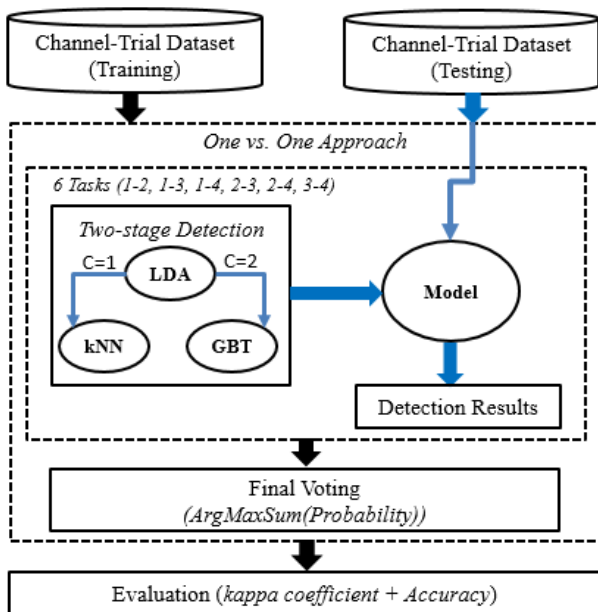 Channel-Trial Dataset
(Training)
Channel-Trial Dataset
(Testing)
One vs. One Approach
6 Tasks (1-2, 1-3, 1-4, 2-3, 2-4, 3-4)
Two-stage Detection
C=1
LDA
C=2
kNN
GBT
Model
Detection Results
Final Voting
(ArgMaxSum(Probability))
Evaluation (kappa coefficient + Accuracy)